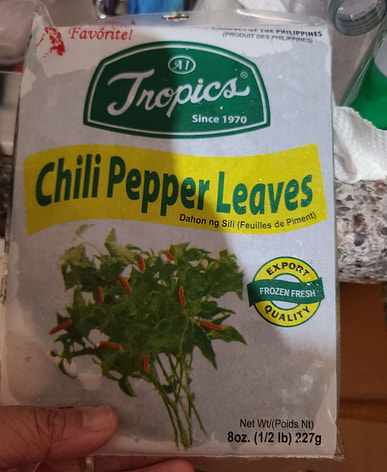 Favorite!
PRODUCT OF THE PHILIPPINES
(PRODUIT DES PHILIPPINES)
AI
Tropics®
Since 1970
Chili Pepper Leaves
Dahon ng Sili (Feuilles de Piment)
EXPORT
FROZEN FRESH
QUALITY
Net Wt/(Poids Nt)
8oz. (1/2 lb) 227g